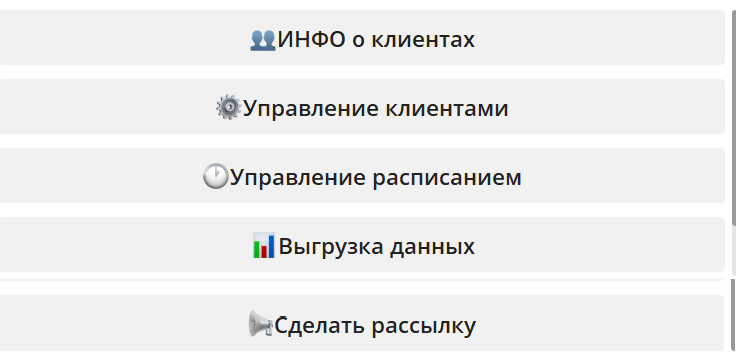 👥ИНФО о клиентах
⚙️Управление клиентами
🕐Управление расписанием
📊Выгрузка данных
📢Сделать рассылку